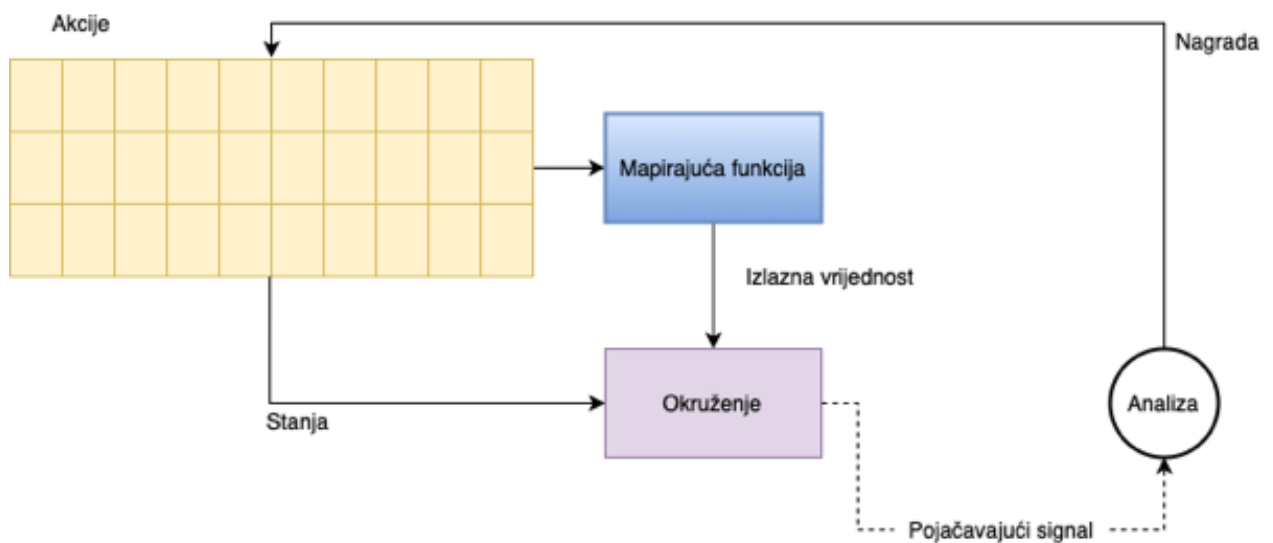 Akcije
Nagrada
Mapirajuća funkcija
Izlazna vrijednost
Okruženje
Analiza
Stanja
Pojačavajući signal